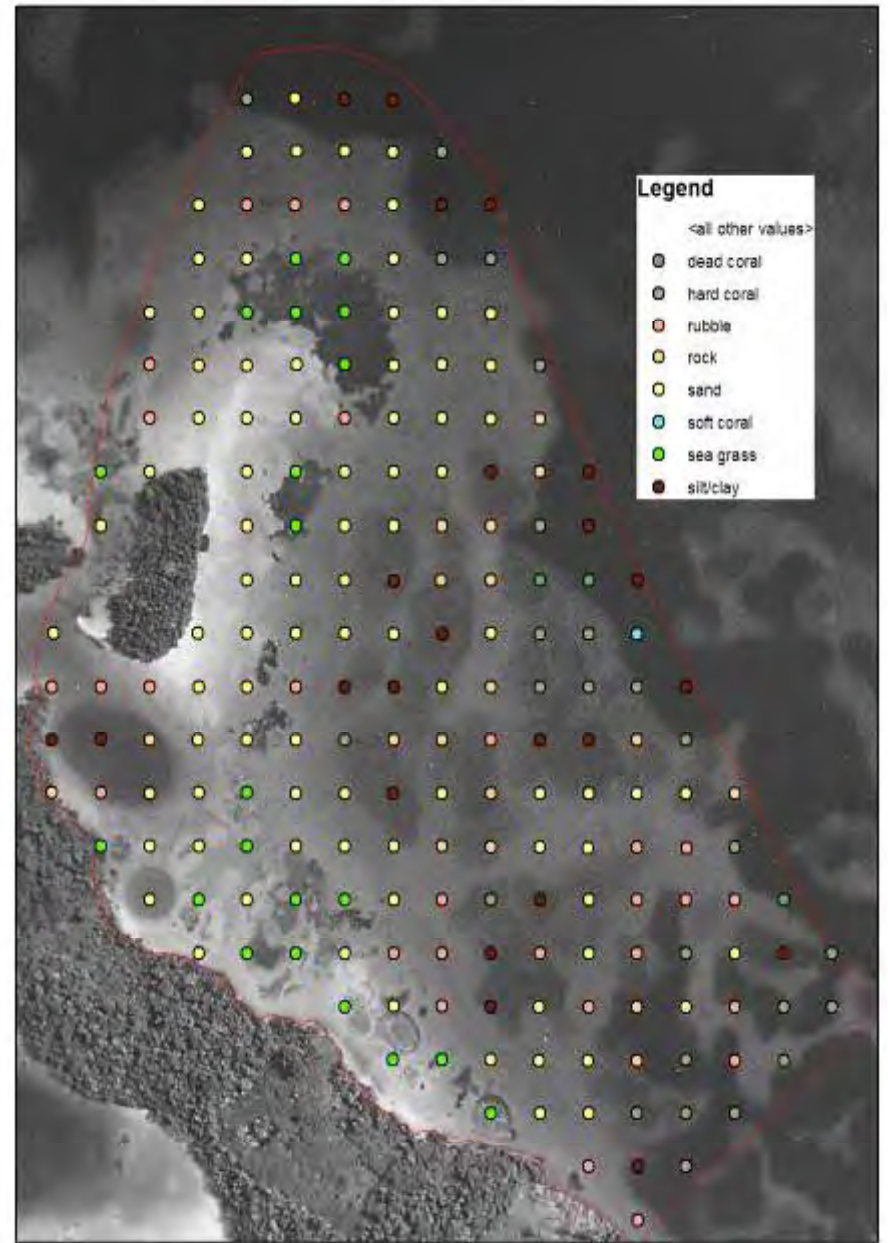 Legend
<all other values>
dead coral
hard coral
rubble
rock
sand
soft coral
sea grass
silt/clay